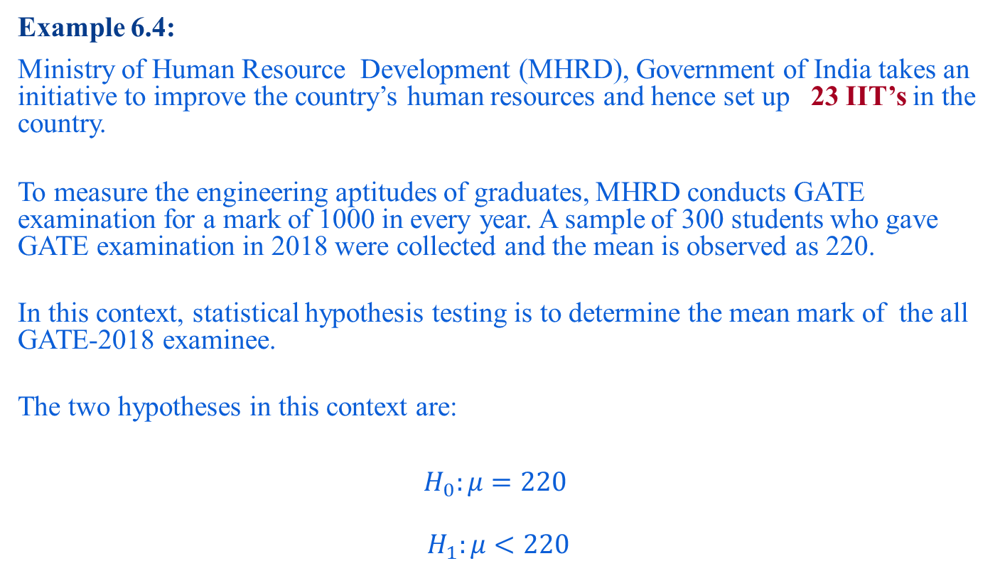 Example 6.4:
Ministry of Human Resource Development (MHRD), Government of India takes an
initiative to improve the country’s human resources and hence set up 23 IIT’s in the
country.
To measure the engineering aptitudes of graduates, MHRD conducts GATE
examination for a mark of 1000 in every year. A sample of 300 students who gave
GATE examination in 2018 were collected and the mean is observed as 220.
In this context, statistical hypothesis testing is to determine the mean mark of the all
GATE-2018 examinee.
The two hypotheses in this context are:
𝐻₀: 𝜇 = 220
𝐻₁: 𝜇 < 220